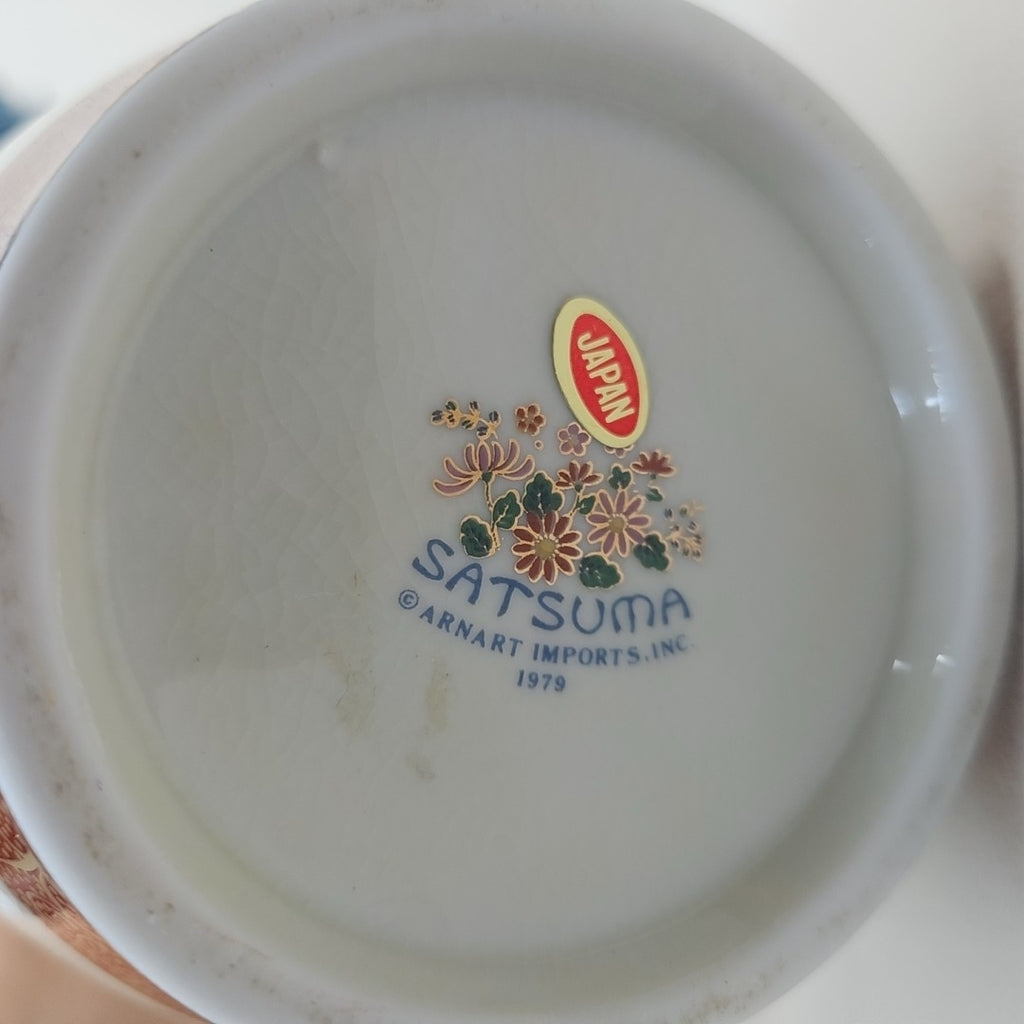 JAPAN
SATSUMA
© ARNART IMPORTS, INC.
1979